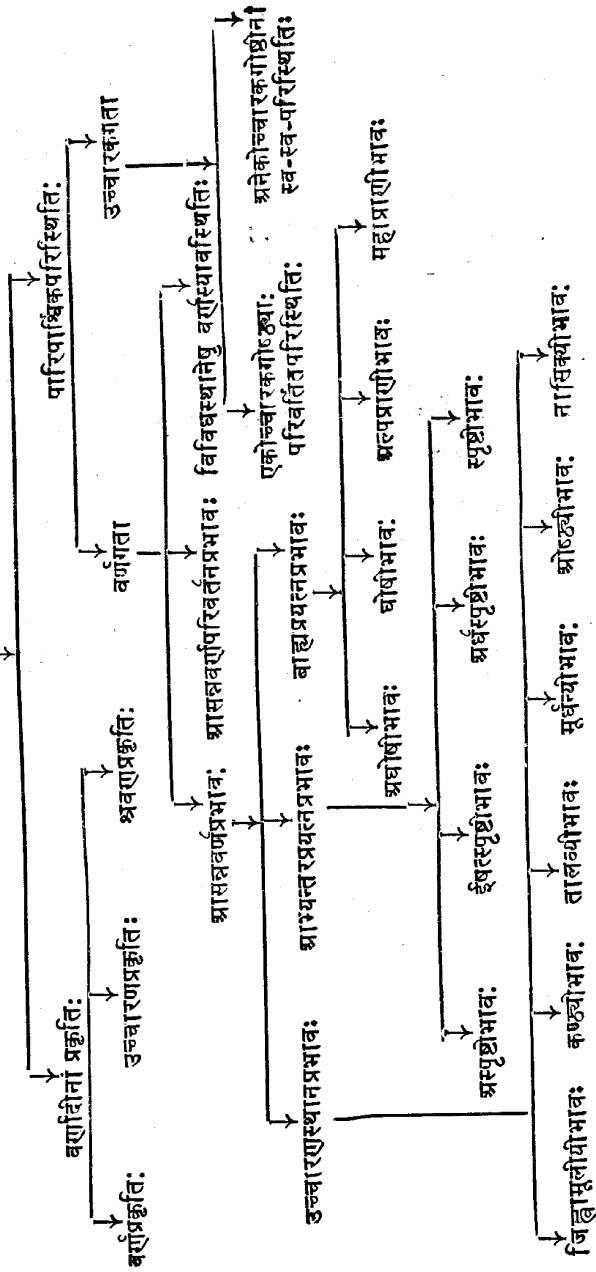 वर्णादीनां प्रकृतिः
पारिपार्श्विकपरिस्थितिः
वर्णप्रकृतिः
उच्चारणप्रकृतिः
श्रवणप्रकृतिः
वर्णगता
उच्चारकगता
आसन्नवर्णप्रभावः
आसन्नवर्णपरिवर्तनप्रभावः
विविधस्थानेषु वर्णस्यावस्थितिः
एकोच्चारकगोष्ठ्याः
परिवर्तितपरिस्थितिः
अनेकोच्चारकगोष्ठीनां
स्व-स्व-परिस्थितिः
उच्चारणस्थानप्रभावः
आभ्यन्तरप्रयत्नप्रभावः
बाह्यप्रयत्नप्रभावः
अघोषीभावः
घोषीभावः
अल्पप्राणीभावः
महाप्राणीभावः
अस्पृष्टीभावः
ईषत्स्पृष्टीभावः
अर्धस्पृष्टीभावः
स्पृष्टीभावः
जिह्वामूलीयीभावः
कण्ठ्यीभावः
तालव्यीभावः
मूर्धन्यीभावः
ओष्ठ्यीभावः
नासिक्यीभावः